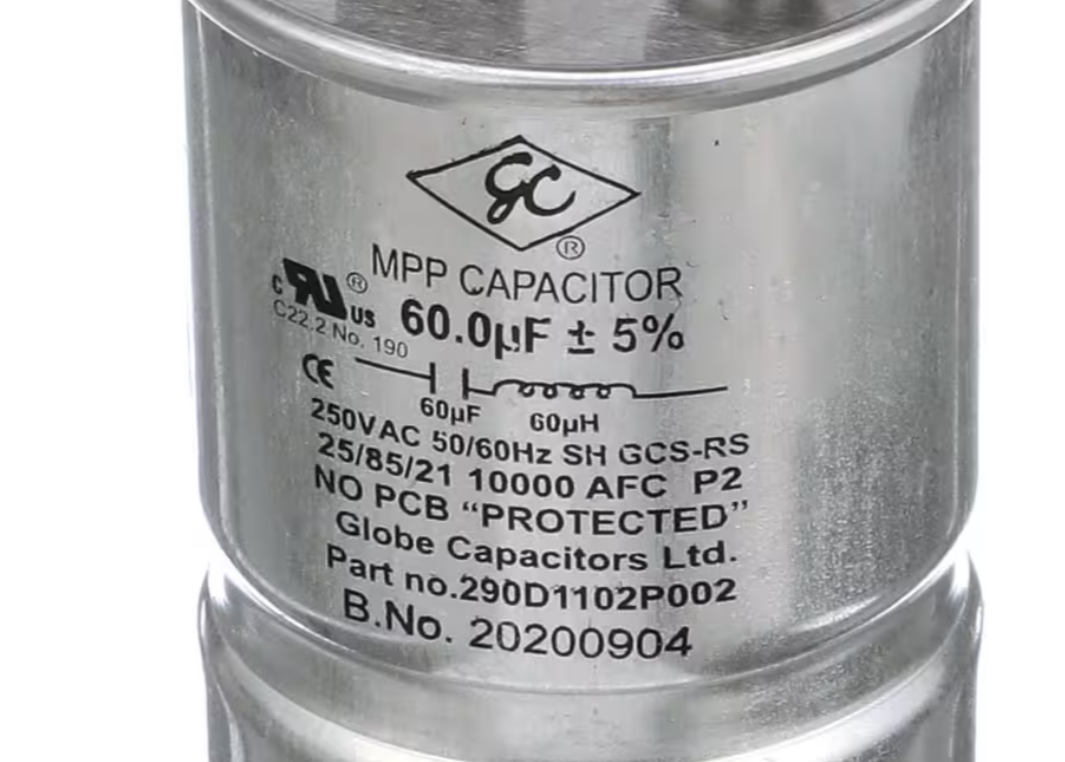 GC
®
MPP CAPACITOR
c RU ® US 60.0µF ± 5%
C22.2 No. 190
CE
60µF 60µH
250VAC 50/60Hz SH GCS-RS
25/85/21 10000 AFC P2
NO PCB “PROTECTED”
Globe Capacitors Ltd.
Part no.290D1102P002
B.No. 20200904